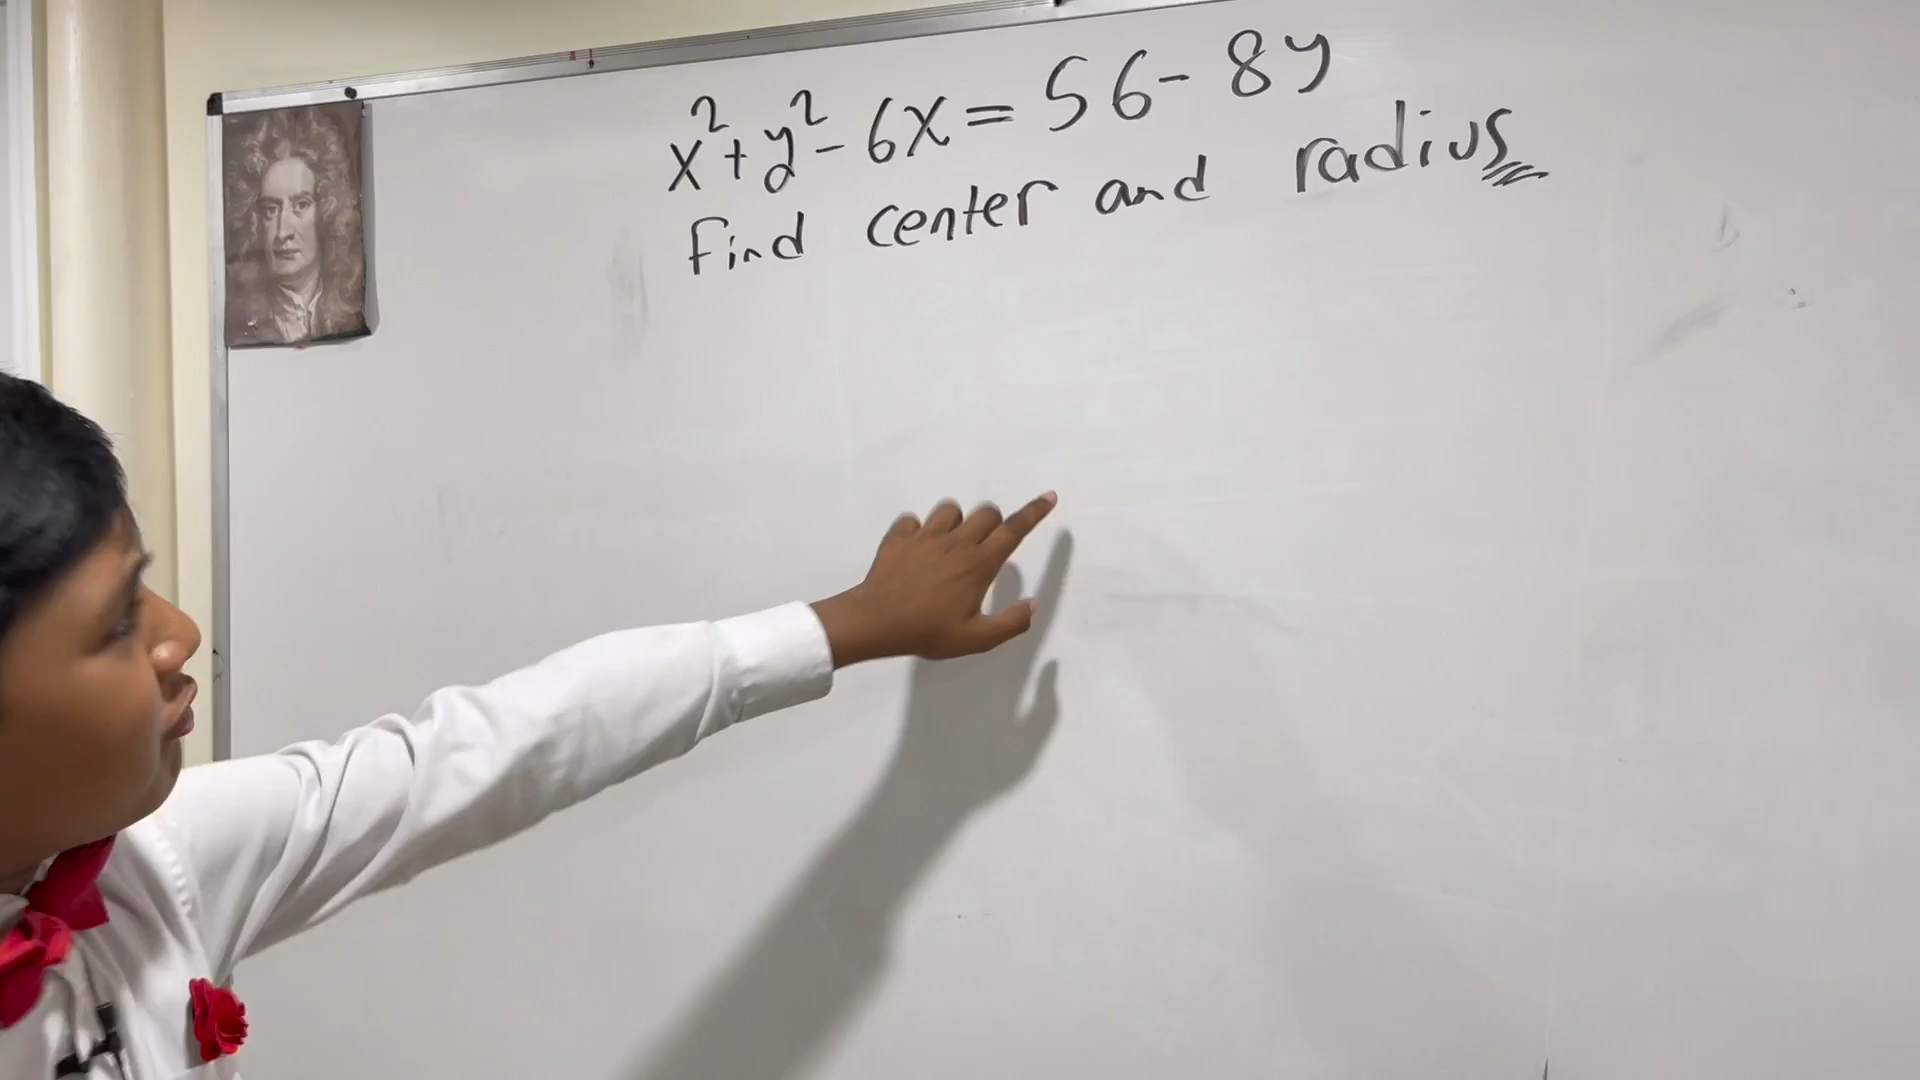 x² + y² - 6x = 56 - 8y
Find center and radius